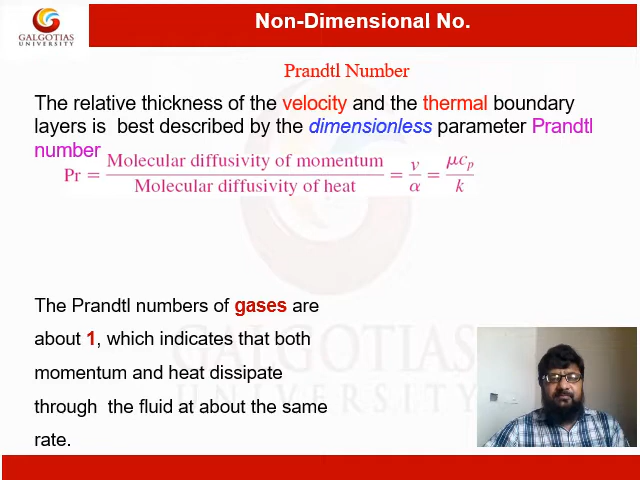 GALGOTIAS
UNIVERSITY
Non-Dimensional No.
Prandtl Number
The relative thickness of the velocity and the thermal boundary
layers is best described by the dimensionless parameter Prandtl
number
Pr = Molecular diffusivity of momentum / Molecular diffusivity of heat = ν / α = μcp / k
The Prandtl numbers of gases are
about 1, which indicates that both
momentum and heat dissipate
through the fluid at about the same
rate.
GALGOTIAS
UNIVERSITY